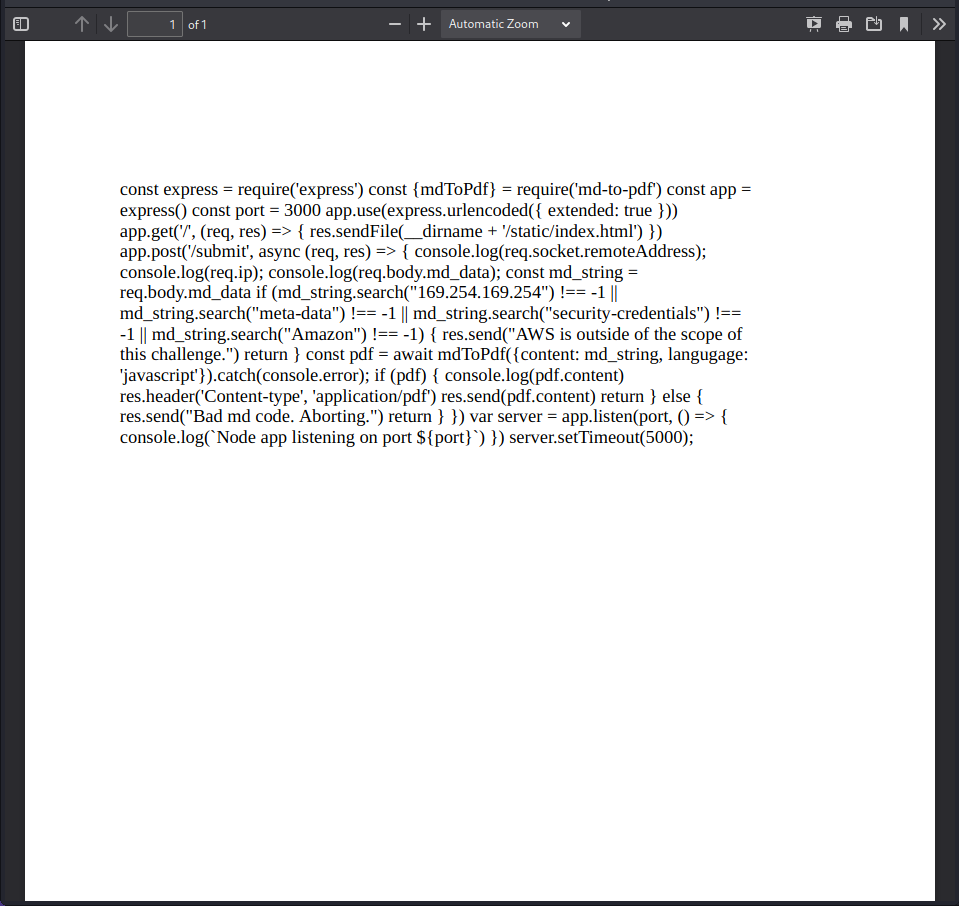 1 of 1
Automatic Zoom
const express = require('express') const {mdToPdf} = require('md-to-pdf') const app =
express() const port = 3000 app.use(express.urlencoded({ extended: true }))
app.get('/', (req, res) => { res.sendFile(__dirname + '/static/index.html') })
app.post('/submit', async (req, res) => { console.log(req.socket.remoteAddress);
console.log(req.ip); console.log(req.body.md_data); const md_string =
req.body.md_data if (md_string.search("169.254.169.254") !== -1 ||
md_string.search("meta-data") !== -1 || md_string.search("security-credentials") !==
-1 || md_string.search("Amazon") !== -1) { res.send("AWS is outside of the scope of
this challenge.") return } const pdf = await mdToPdf({content: md_string, langugage:
'javascript'}).catch(console.error); if (pdf) { console.log(pdf.content)
res.header('Content-type', 'application/pdf') res.send(pdf.content) return } else {
res.send("Bad md code. Aborting.") return } }) var server = app.listen(port, () => {
console.log(`Node app listening on port ${port}`) }) server.setTimeout(5000);